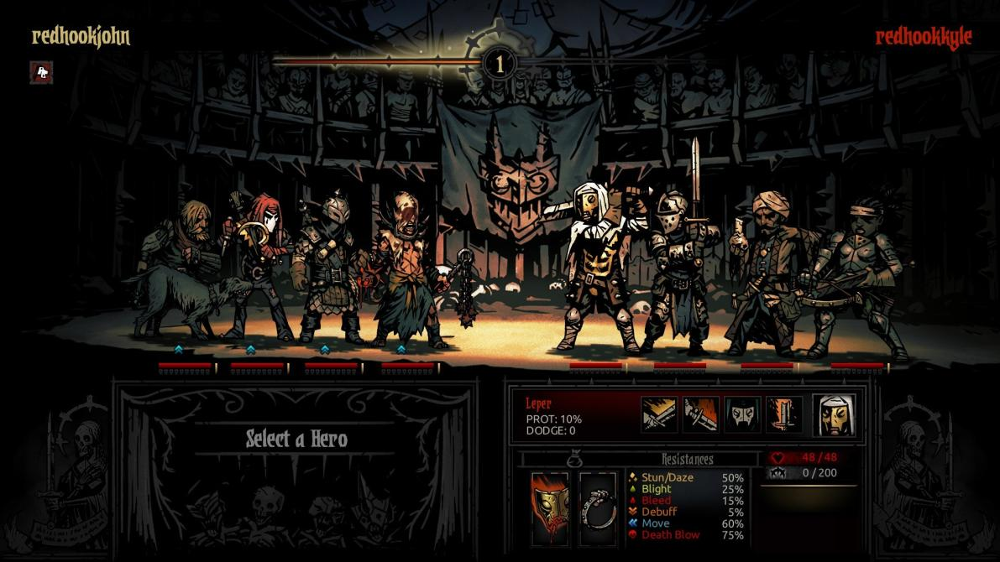 redhookjohn
redhookkyle
1
Select a Hero
Leper
PROT: 10%
DODGE: 0
Resistances
Stun/Daze 50%
Blight 25%
Bleed 15%
Debuff 5%
Move 60%
Death Blow 75%
48 / 48
0 / 200